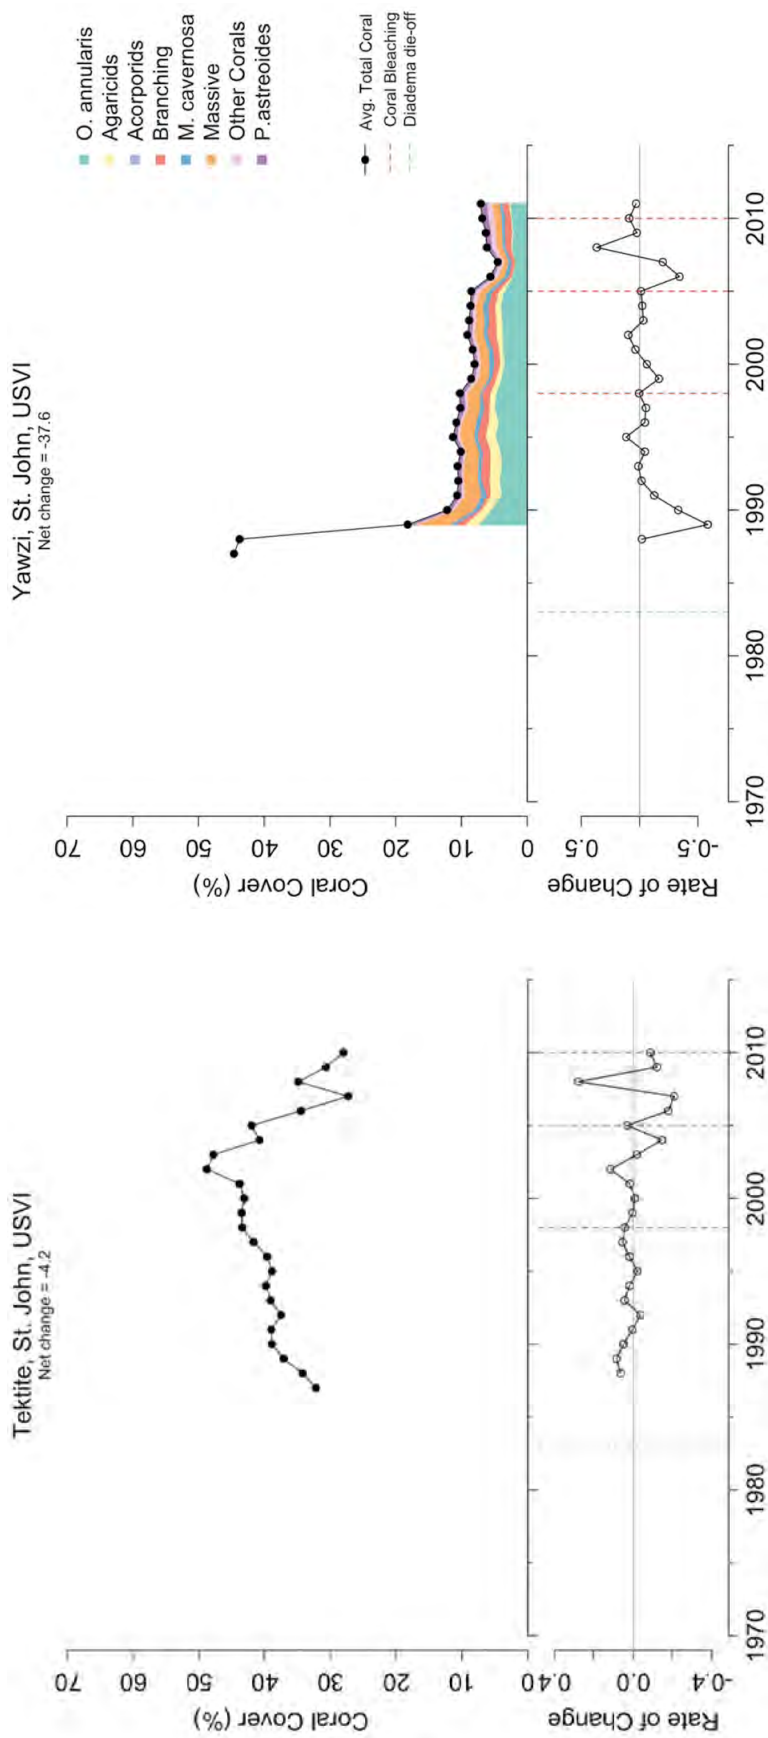 Tektite, St. John, USVI
Net change = -4.2
70
60
50
40
30
20
10
0
Coral Cover (%)
0.4
0.0
-0.4
Rate of Change
1970
1980
1990
2000
2010
Yawzi, St. John, USVI
Net change = -37.6
70
60
50
40
30
20
10
0
Coral Cover (%)
0.5
-0.5
Rate of Change
1970
1980
1990
2000
2010
O. annularis
Agaricids
Acorporids
Branching
M. cavernosa
Massive
Other Corals
P.astreoides
Avg. Total Coral
Coral Bleaching
Diadema die-off